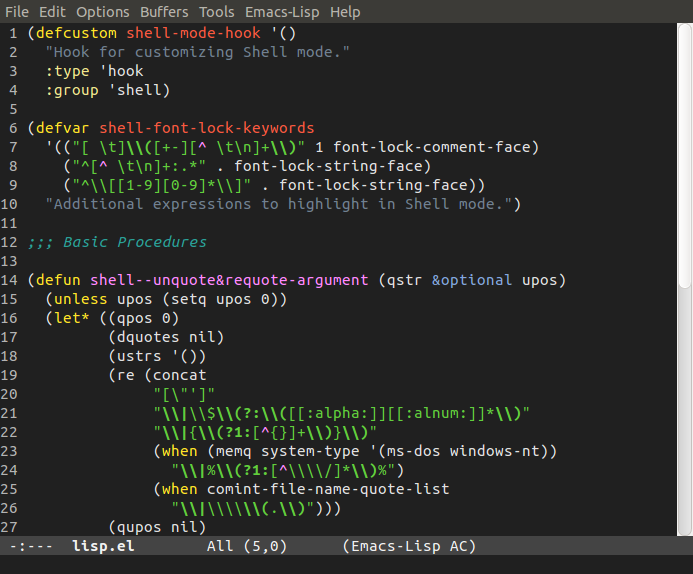 File Edit Options Buffers Tools Emacs-Lisp Help
1 (defcustom shell-mode-hook '()
2   "Hook for customizing Shell mode."
3   :type 'hook
4   :group 'shell)
5
6 (defvar shell-font-lock-keywords
7   '(("[ \t]\\([+-][^ \t\n]+\\)" 1 font-lock-comment-face)
8     ("^[^ \t\n]+:.*" . font-lock-string-face)
9     ("^\\[[1-9][0-9]*\\]" . font-lock-string-face))
10   "Additional expressions to highlight in Shell mode.")
11
12 ;;; Basic Procedures
13
14 (defun shell--unquote&requote-argument (qstr &optional upos)
15   (unless upos (setq upos 0))
16   (let* ((qpos 0)
17          (dquotes nil)
18          (ustrs '())
19          (re (concat
20               "[\"']"
21               "\\|\\$\\(?:\\([[:alpha:]][[:alnum:]]*\\)"
22               "\\|{\\(?1:[^{}]+\\)}\\)"
23               (when (memq system-type '(ms-dos windows-nt))
24                 "\\|%\\(?1:[^\\\\/]*\\)%")
25               (when comint-file-name-quote-list
26                 "\\|\\\\\\(.\\)")))
27          (qupos nil)
-:---  lisp.el        All (5,0)      (Emacs-Lisp AC)